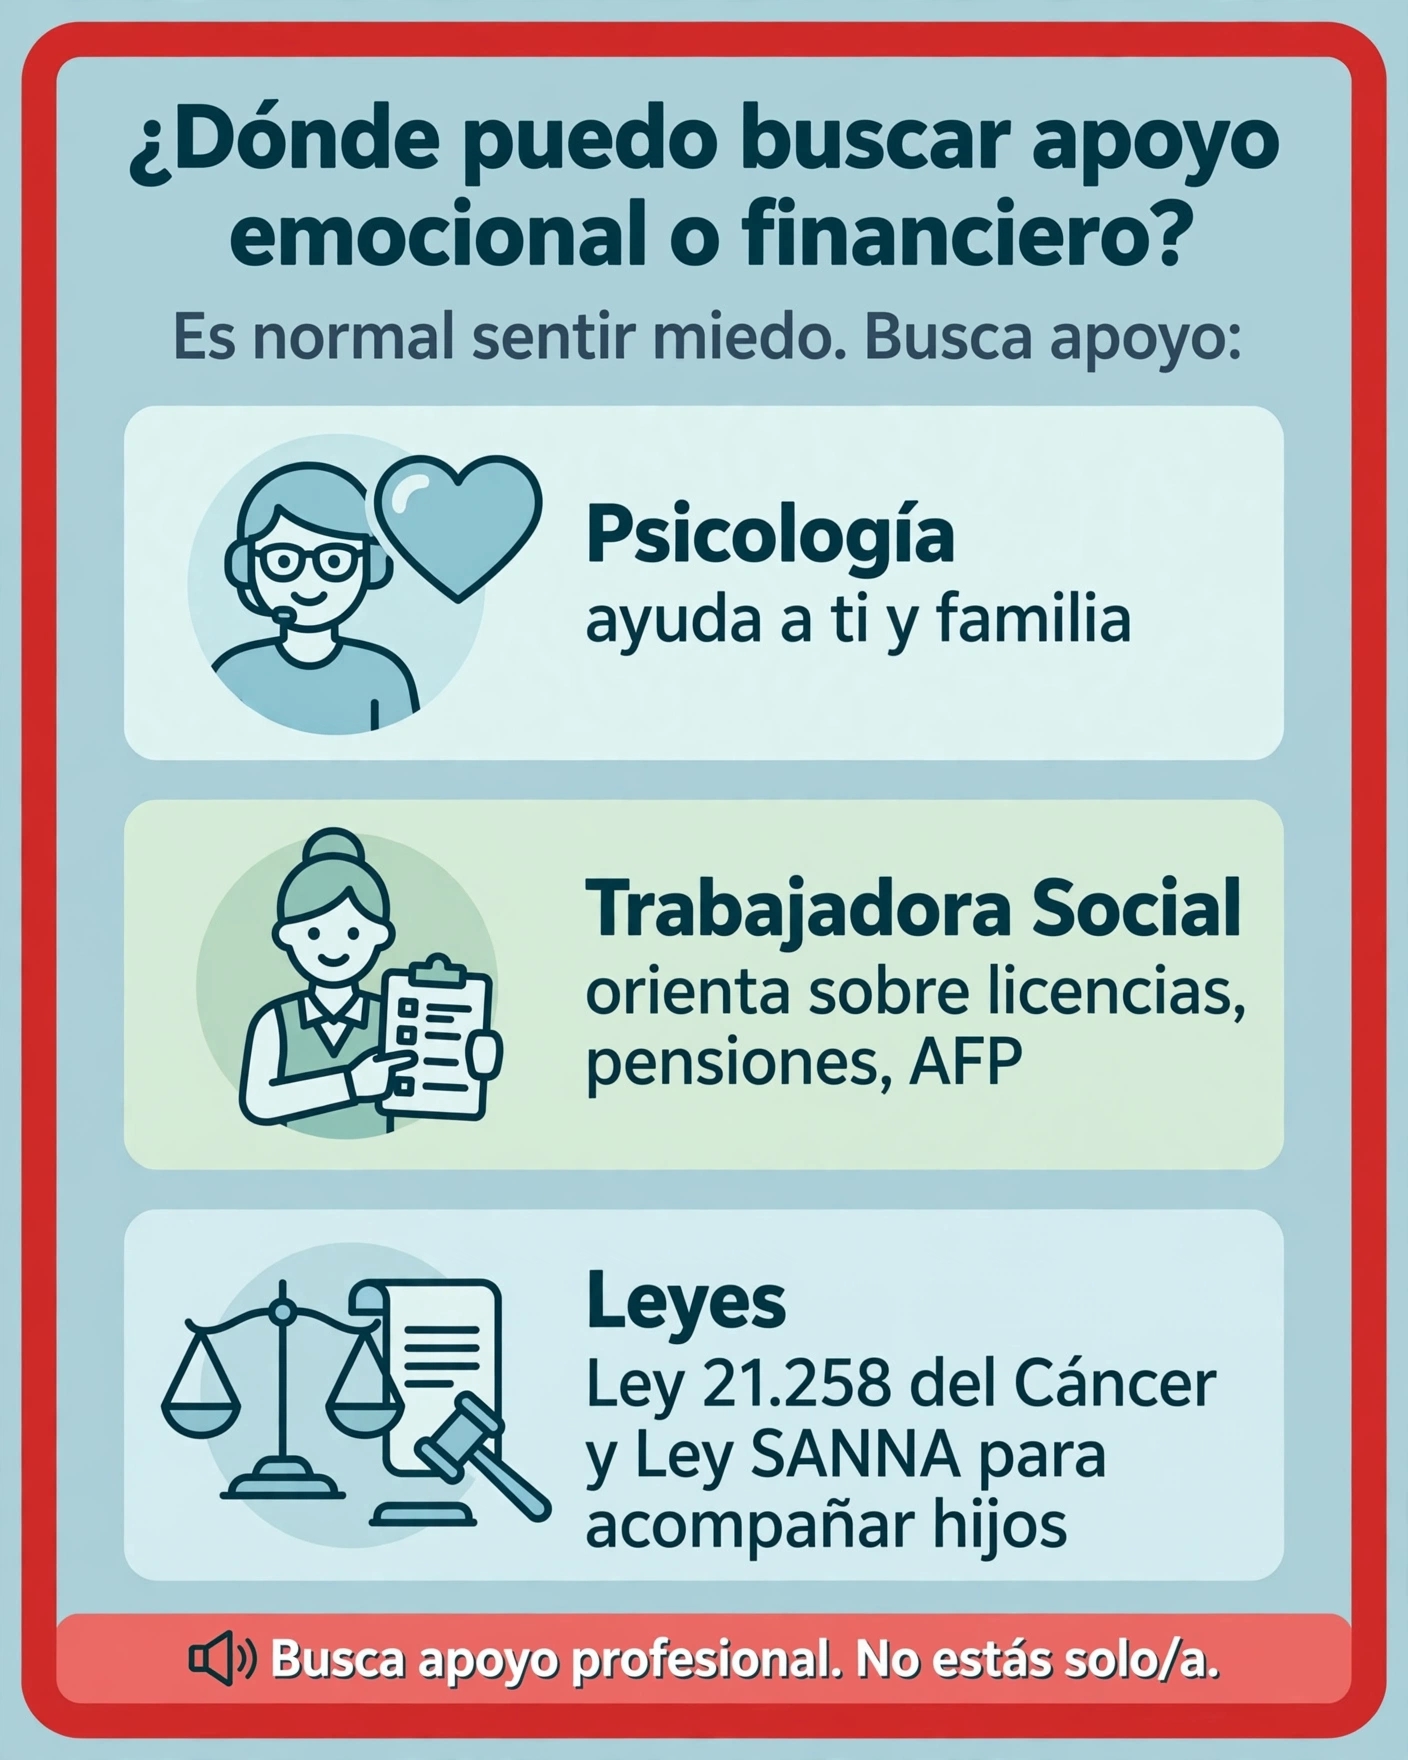 ¿Dónde puedo buscar apoyo
emocional o financiero?
Es normal sentir miedo. Busca apoyo:
Psicología
ayuda a ti y familia
Trabajadora Social
orienta sobre licencias,
pensiones, AFP
Leyes
Ley 21.258 del Cáncer
y Ley SANNA para
acompañar hijos
Busca apoyo profesional. No estás solo/a.